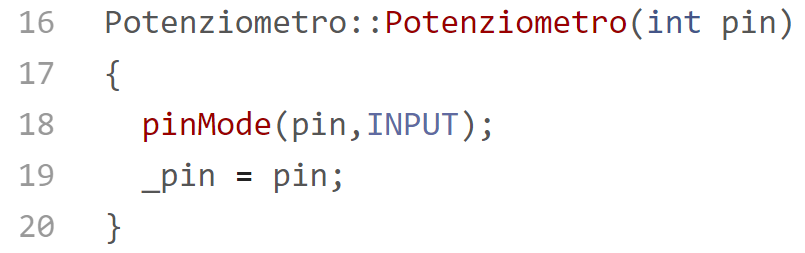 16 Potenziometro::Potenziometro(int pin)
17 {
18 pinMode(pin,INPUT);
19 _pin = pin;
20 }